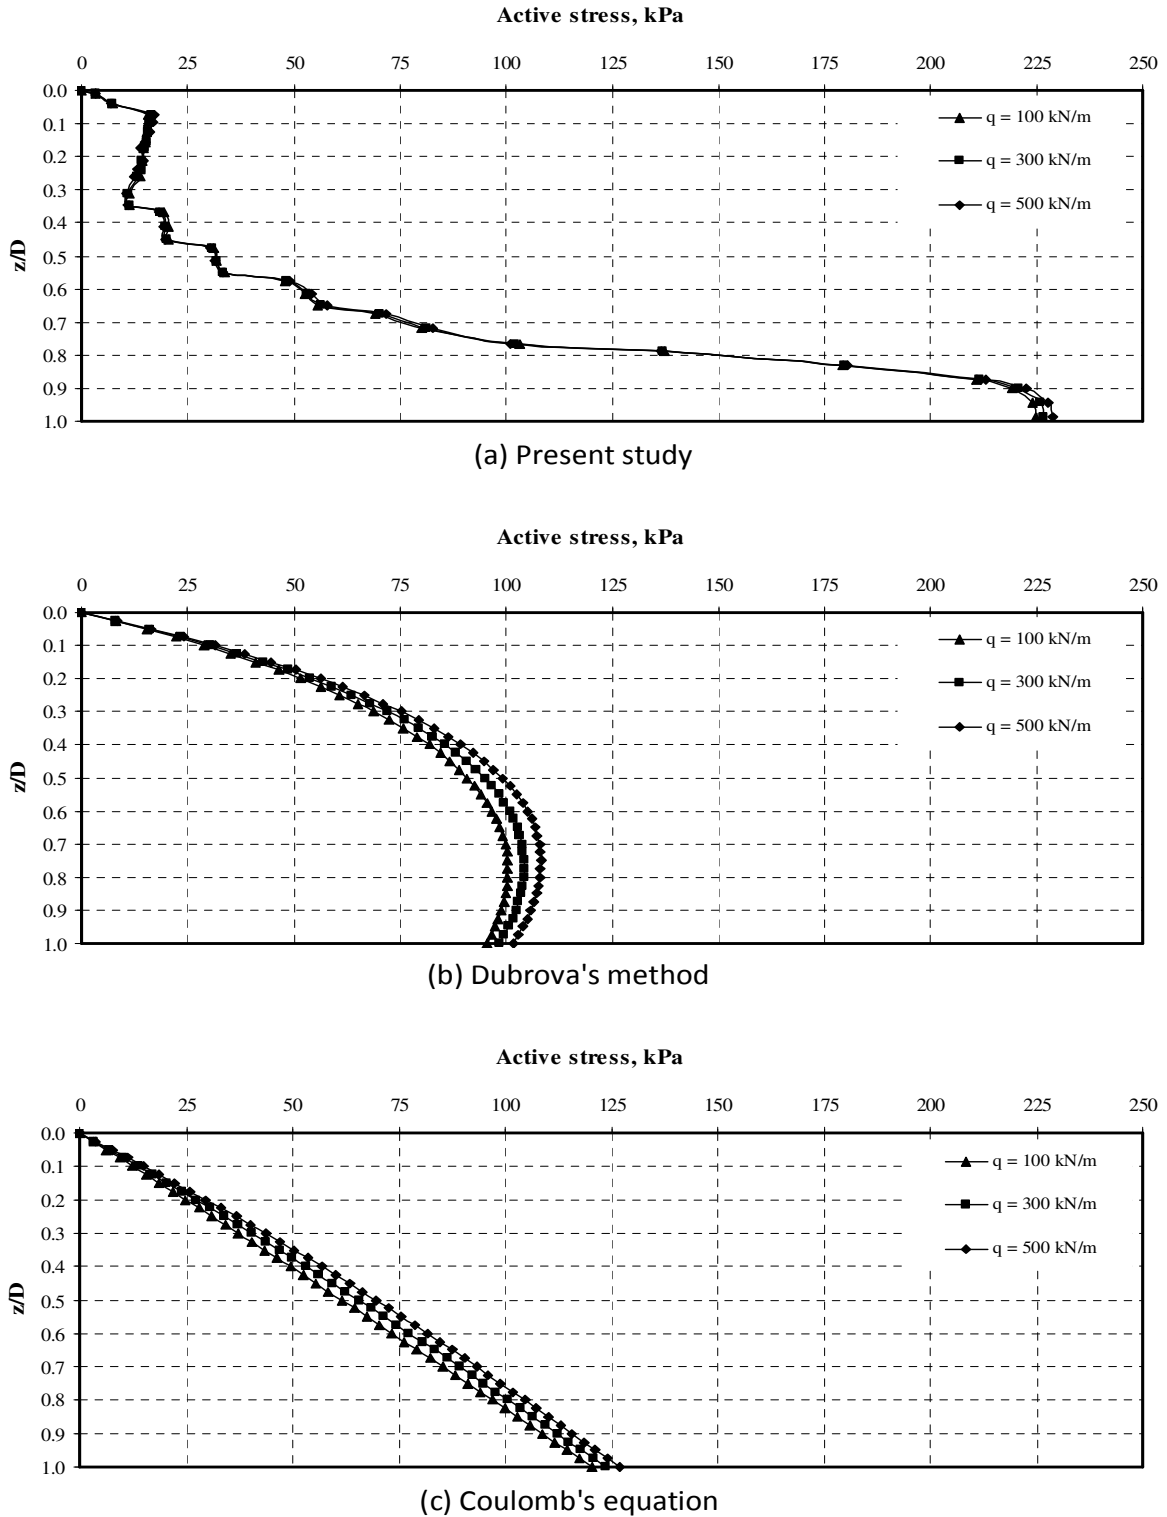 Active stress, kPa
0 25 50 75 100 125 150 175 200 225 250
0.0
0.1
0.2
0.3
0.4
0.5
0.6
0.7
0.8
0.9
1.0
z/D
q = 100 kN/m
q = 300 kN/m
q = 500 kN/m
(a) Present study
Active stress, kPa
0 25 50 75 100 125 150 175 200 225 250
0.0
0.1
0.2
0.3
0.4
0.5
0.6
0.7
0.8
0.9
1.0
z/D
q = 100 kN/m
q = 300 kN/m
q = 500 kN/m
(b) Dubrova's method
Active stress, kPa
0 25 50 75 100 125 150 175 200 225 250
0.0
0.1
0.2
0.3
0.4
0.5
0.6
0.7
0.8
0.9
1.0
z/D
q = 100 kN/m
q = 300 kN/m
q = 500 kN/m
(c) Coulomb's equation